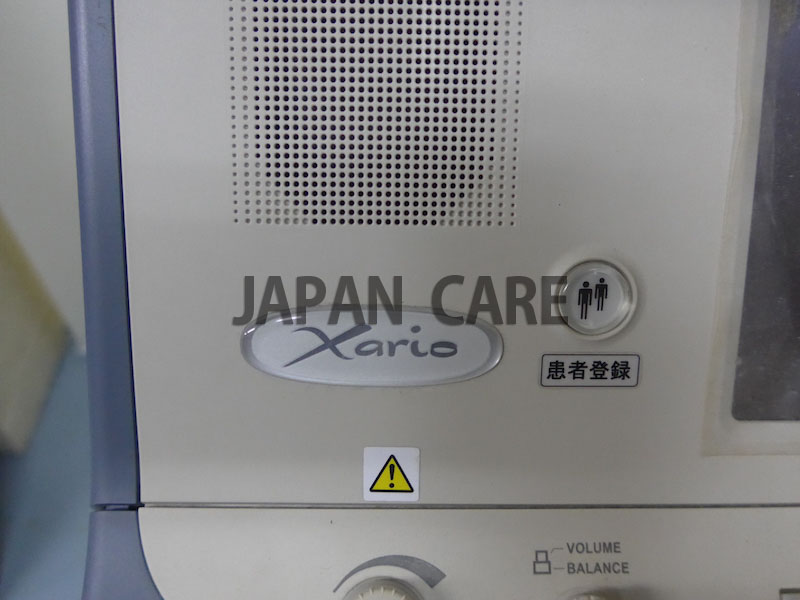 JAPAN CARE
Xario
患者登録
VOLUME
BALANCE